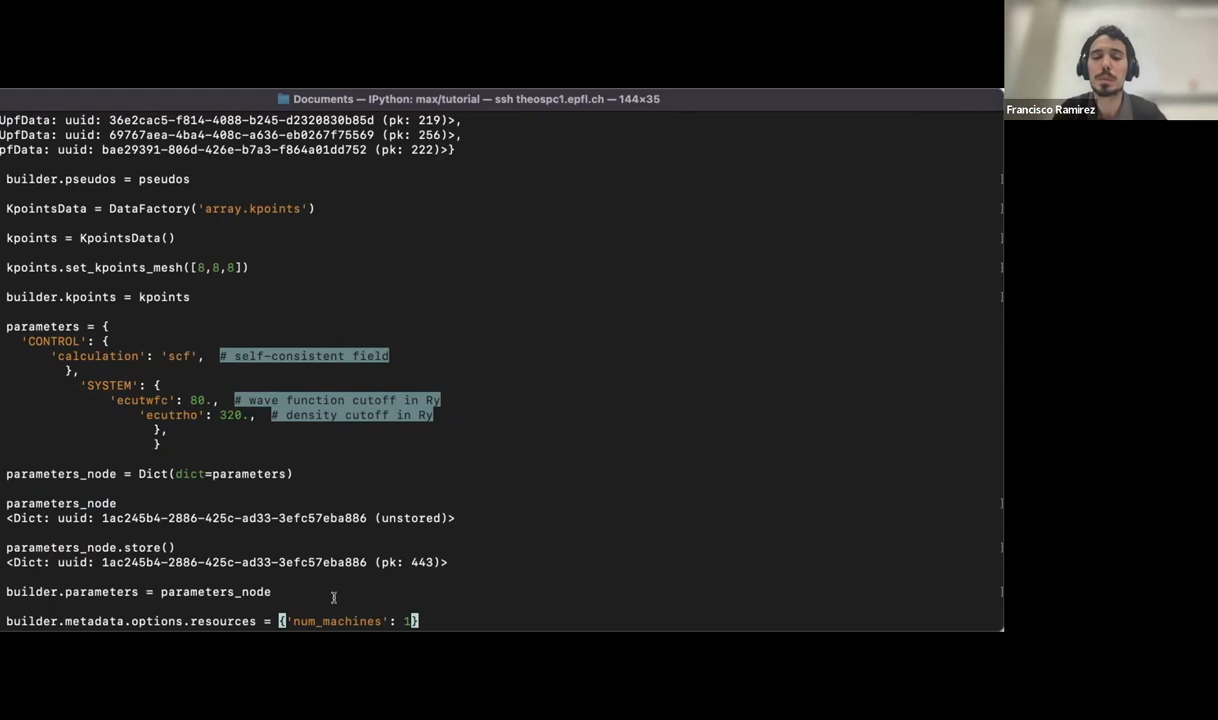 Documents — IPython: max/tutorial — ssh theospc1.epfl.ch — 144×35
Francisco Ramirez
UpfData: uuid: 36e2cac5-f814-4088-b245-d2320830b85d (pk: 219)>,
UpfData: uuid: 69767aea-4ba4-408c-a636-eb0267f75569 (pk: 256)>,
pfData: uuid: bae29391-806d-426e-b7a3-f864a01dd752 (pk: 222)>}
builder.pseudos = pseudos
KpointsData = DataFactory('array.kpoints')
kpoints = KpointsData()
kpoints.set_kpoints_mesh([8,8,8])
builder.kpoints = kpoints
parameters = {
'CONTROL': {
'calculation': 'scf',  # self-consistent field
},
'SYSTEM': {
'ecutwfc': 80.,  # wave function cutoff in Ry
'ecutrho': 320.,  # density cutoff in Ry
},
}
parameters_node = Dict(dict=parameters)
parameters_node
<Dict: uuid: 1ac245b4-2886-425c-ad33-3efc57eba886 (unstored)>
parameters_node.store()
<Dict: uuid: 1ac245b4-2886-425c-ad33-3efc57eba886 (pk: 443)>
builder.parameters = parameters_node
builder.metadata.options.resources = {'num_machines': 1}